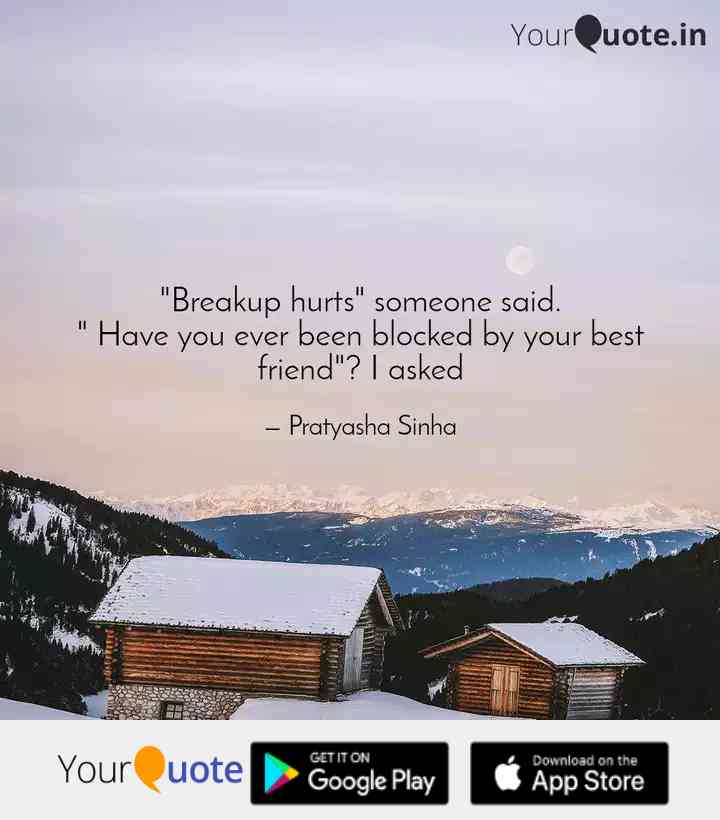 YourQuote.in
"Breakup hurts" someone said.
" Have you ever been blocked by your best
friend"? I asked
– Pratyasha Sinha
YourQuote
GET IT ON
Google Play
Download on the
App Store